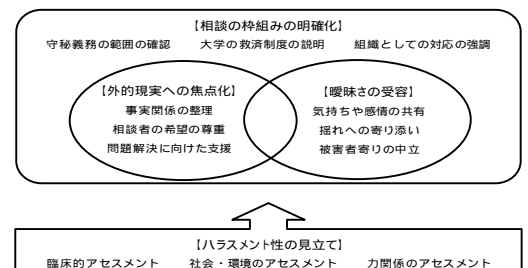 【相談の枠組みの明確化】
守秘義務の範囲の確認 大学の救済制度の説明 組織としての対応の強調
【外的現実への焦点化】
事実関係の整理
相談者の希望の尊重
問題解決に向けた支援
【曖昧さの受容】
気持ちや感情の共有
揺れへの寄り添い
被害者寄りの中立
【ハラスメント性の見立て】
臨床的アセスメント 社会・環境のアセスメント 力関係のアセスメント